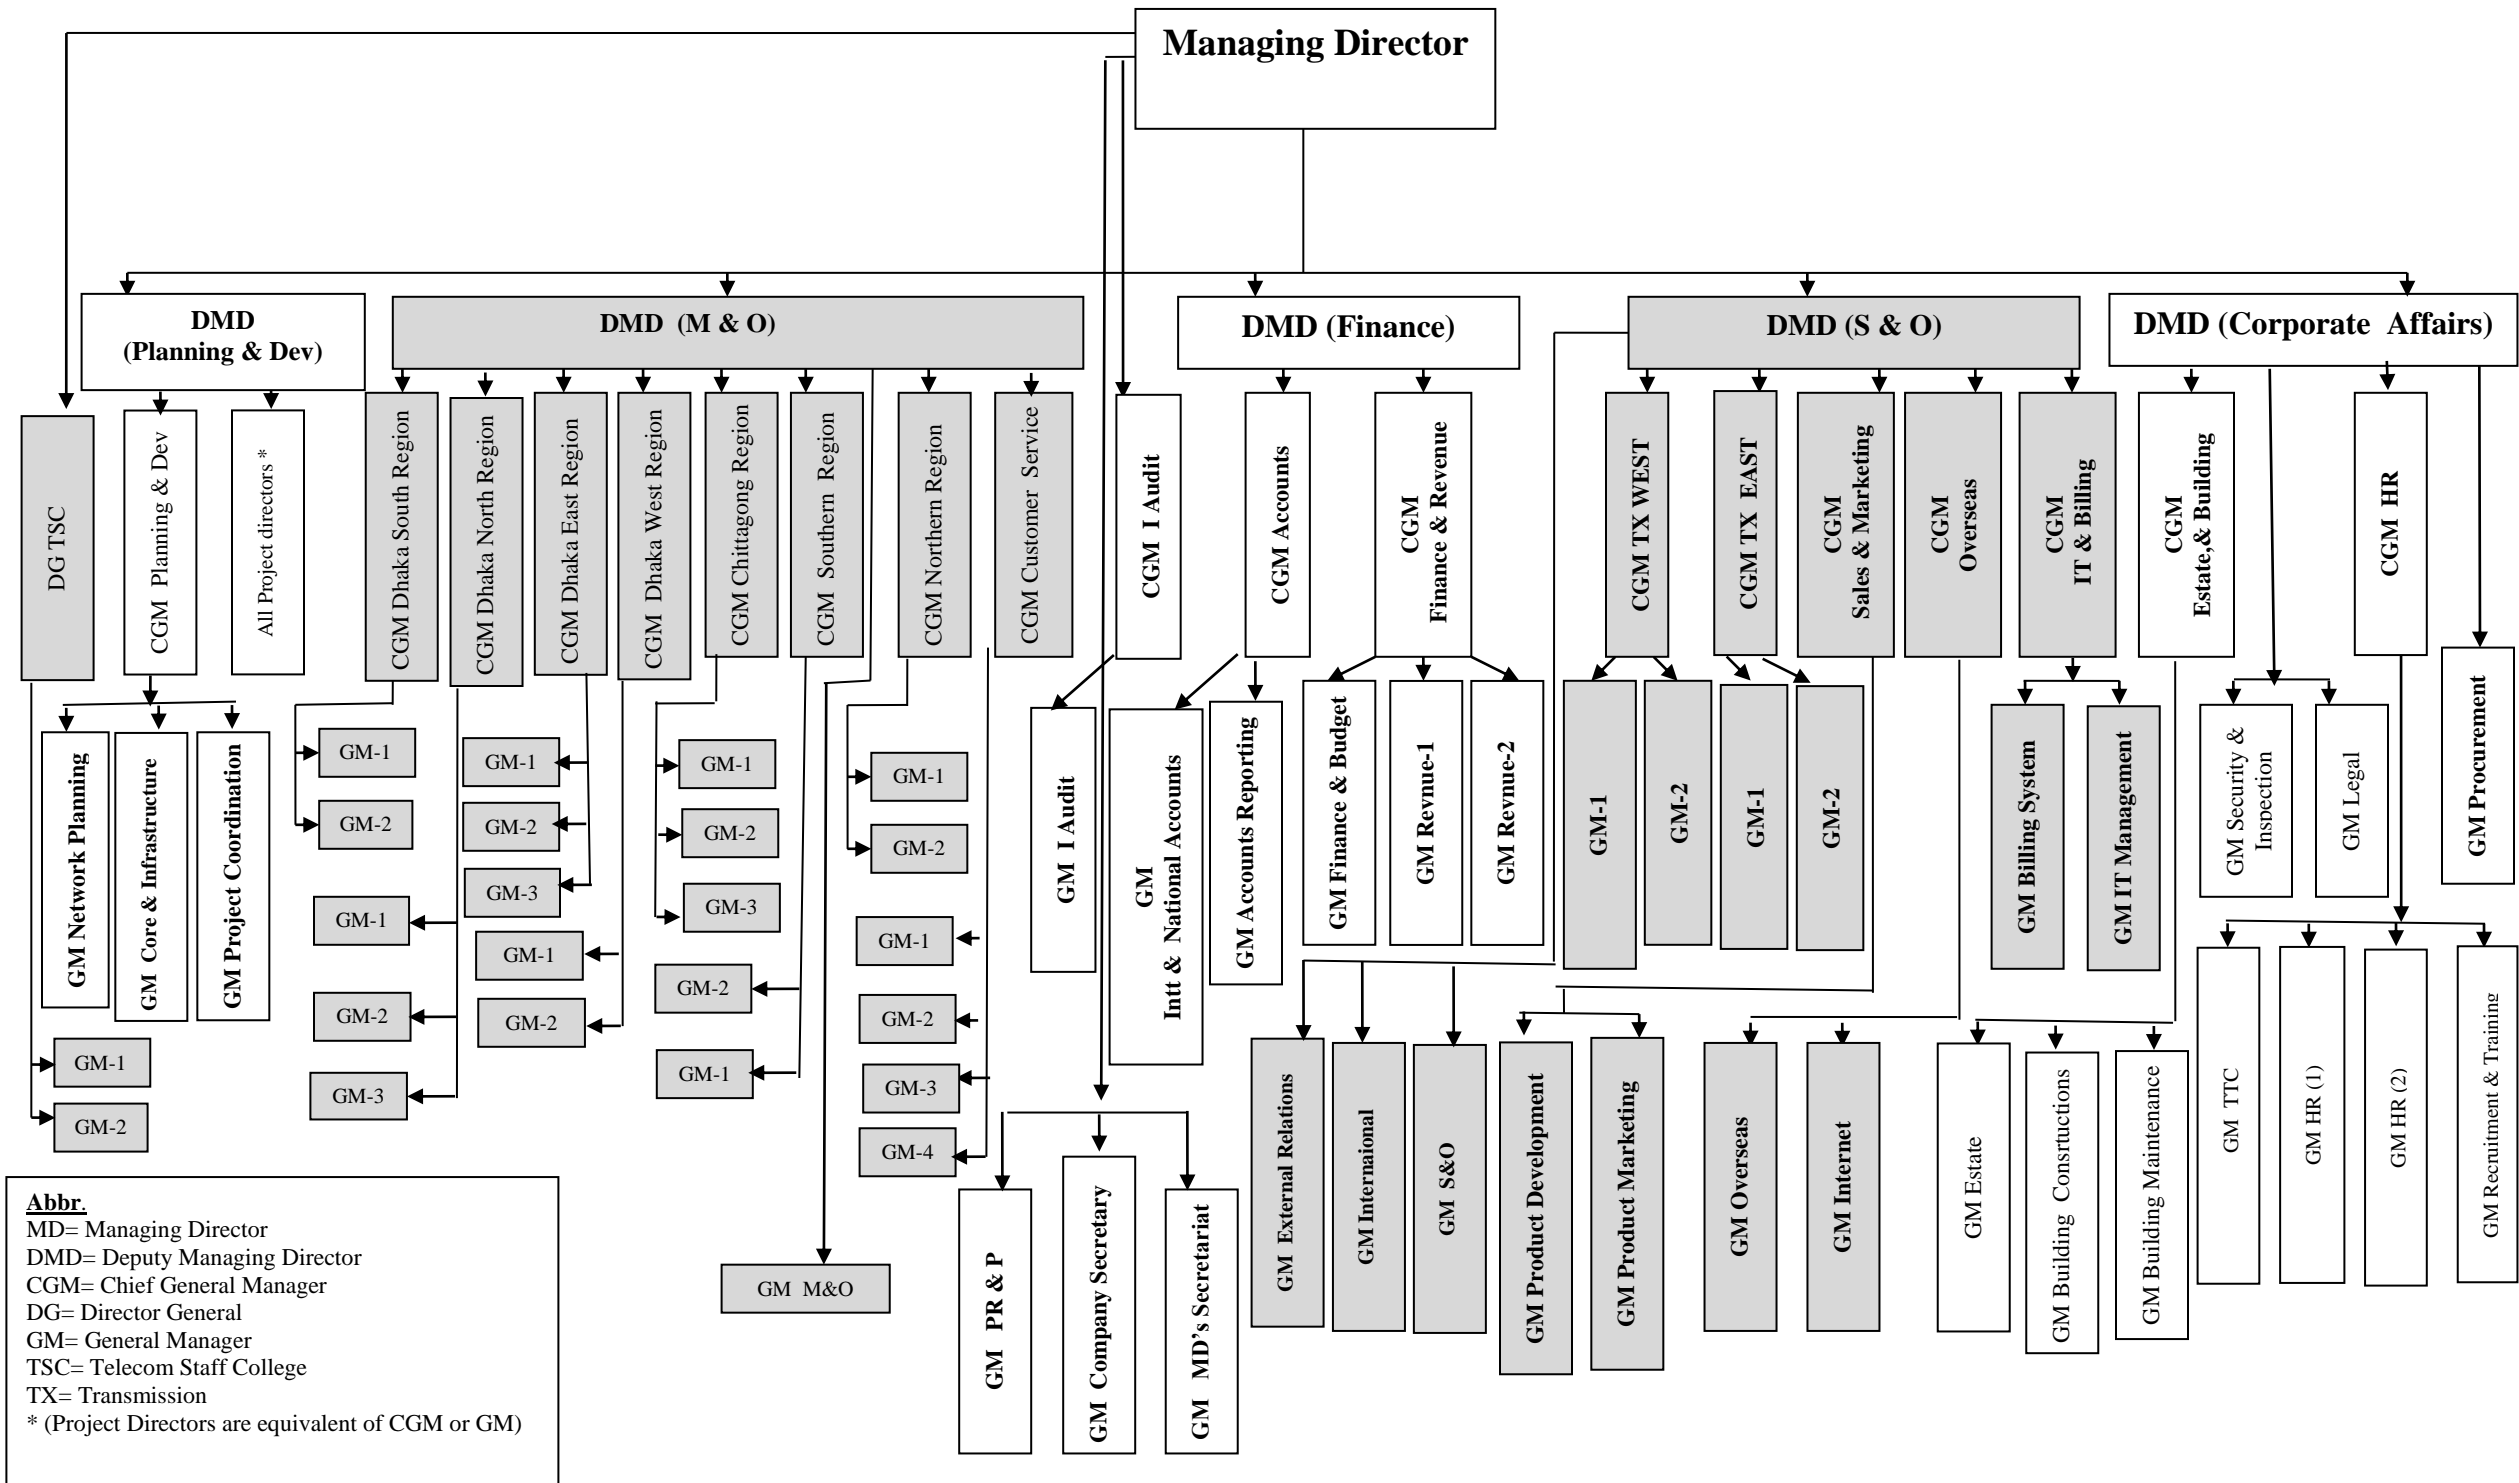 Managing Director
DMD
(Planning & Dev)
DMD (M & O)
DMD (Finance)
DMD (S & O)
DMD (Corporate Affairs)
DG TSC
CGM Planning & Dev
All Project directors *
CGM Dhaka South Region
CGM Dhaka North Region
CGM Dhaka East Region
CGM Dhaka West Region
CGM Chittagong Region
CGM Southern Region
CGM Northern Region
CGM Customer Service
CGM I Audit
CGM Accounts
CGM
Finance & Revenue
CGM TX WEST
CGM TX EAST
CGM
Sales & Marketing
CGM
Overseas
CGM
IT & Billing
CGM
Estate,& Building
CGM HR
GM Procurement
GM Network Planning
GM Core & Infrastructure
GM Project Coordination
GM-1
GM-2
GM-1
GM-2
GM-3
GM-1
GM-2
GM-3
GM-1
GM-2
GM-1
GM-2
GM-3
GM-2
GM-1
GM-1
GM-2
GM-1
GM-2
GM-3
GM-4
GM-1
GM-2
GM M&O
GM I Audit
GM
Intt & National Accounts
GM Accounts Reporting
GM Finance & Budget
GM Revnue-1
GM Revnue-2
GM-1
GM-2
GM-1
GM-2
GM Billing System
GM IT Management
GM Security &
Inspection
GM Legal
GM PR & P
GM Company Secretary
GM MD's Secretariat
GM External Relations
GM Internaional
GM S&O
GM Product Development
GM Product Marketing
GM Overseas
GM Internet
GM Estate
GM Building Consrtuctions
GM Building Maintenance
GM TTC
GM HR (1)
GM HR (2)
GM Recruitment & Training
Abbr.
MD= Managing Director
DMD= Deputy Managing Director
CGM= Chief General Manager
DG= Director General
GM= General Manager
TSC= Telecom Staff College
TX= Transmission
* (Project Directors are equivalent of CGM or GM)